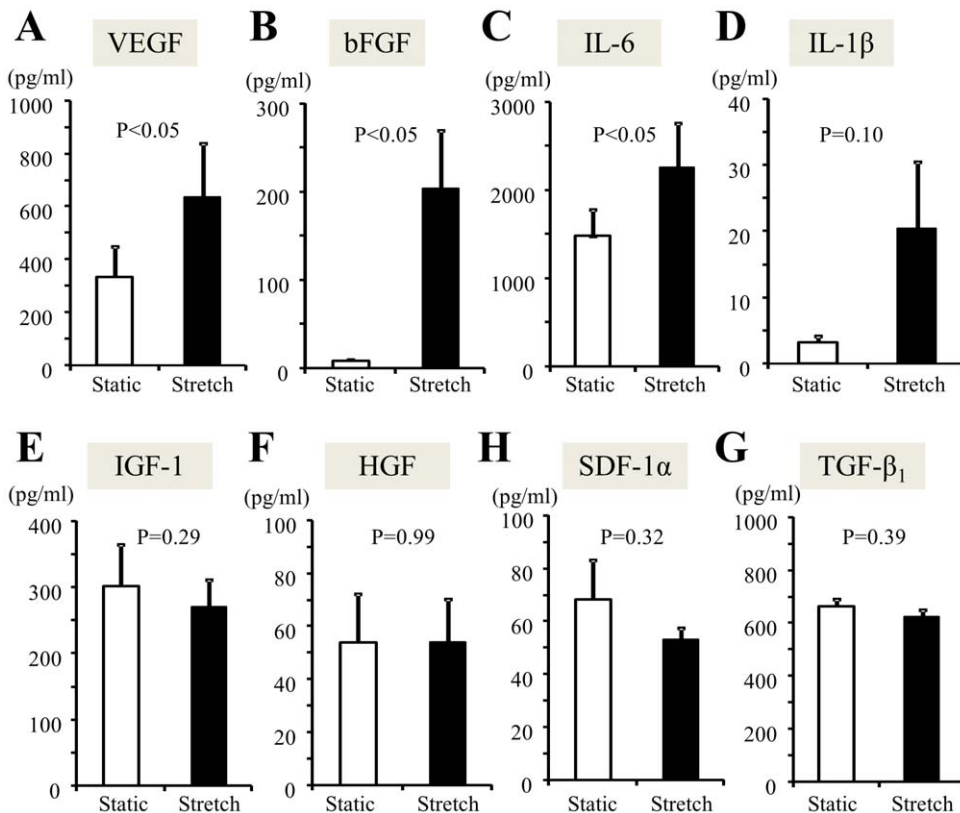 A
VEGF
(pg/ml)
1000
800
600
400
200
0
P<0.05
Static Stretch
B
bFGF
(pg/ml)
300
200
100
0
P<0.05
Static Stretch
C
IL-6
(pg/ml)
3000
2000
1000
0
P<0.05
Static Stretch
D
IL-1β
(pg/ml)
40
30
20
10
0
P=0.10
Static Stretch
E
IGF-1
(pg/ml)
400
300
200
100
0
P=0.29
Static Stretch
F
HGF
(pg/ml)
100
80
60
40
20
0
P=0.99
Static Stretch
H
SDF-1α
(pg/ml)
100
80
60
40
20
0
P=0.32
Static Stretch
G
TGF-β₁
(pg/ml)
1000
800
600
400
200
0
P=0.39
Static Stretch